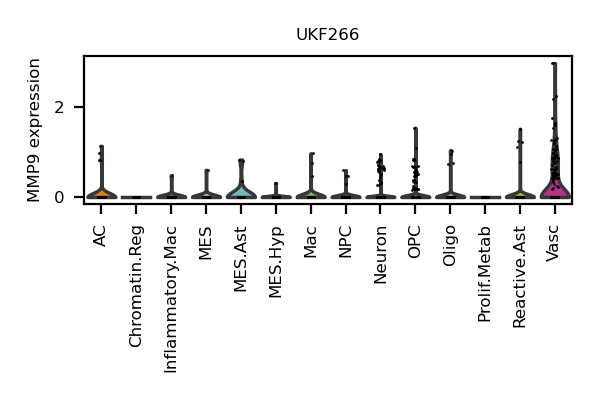 UKF266
MMP9 expression
2
0
AC
Chromatin.Reg
Inflammatory.Mac
MES
MES.Ast
MES.Hyp
Mac
NPC
Neuron
OPC
Oligo
Prolif.Metab
Reactive.Ast
Vasc